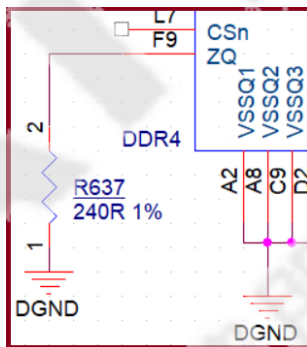 L7
CSn
F9
ZQ
VSSQ1
VSSQ2
VSSQ3
DDR4
2
A2
A8
C9
D2
R637
240R 1%
1
DGND
DGND